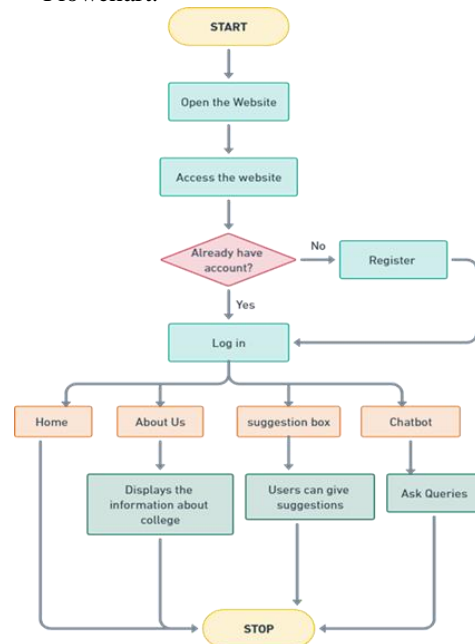 Flowchart:
START
Open the Website
Access the website
Already have
account?
No
Register
Yes
Log in
Home
About Us
suggestion box
Chatbot
Displays the
information about
college
Users can give
suggestions
Ask Queries
STOP